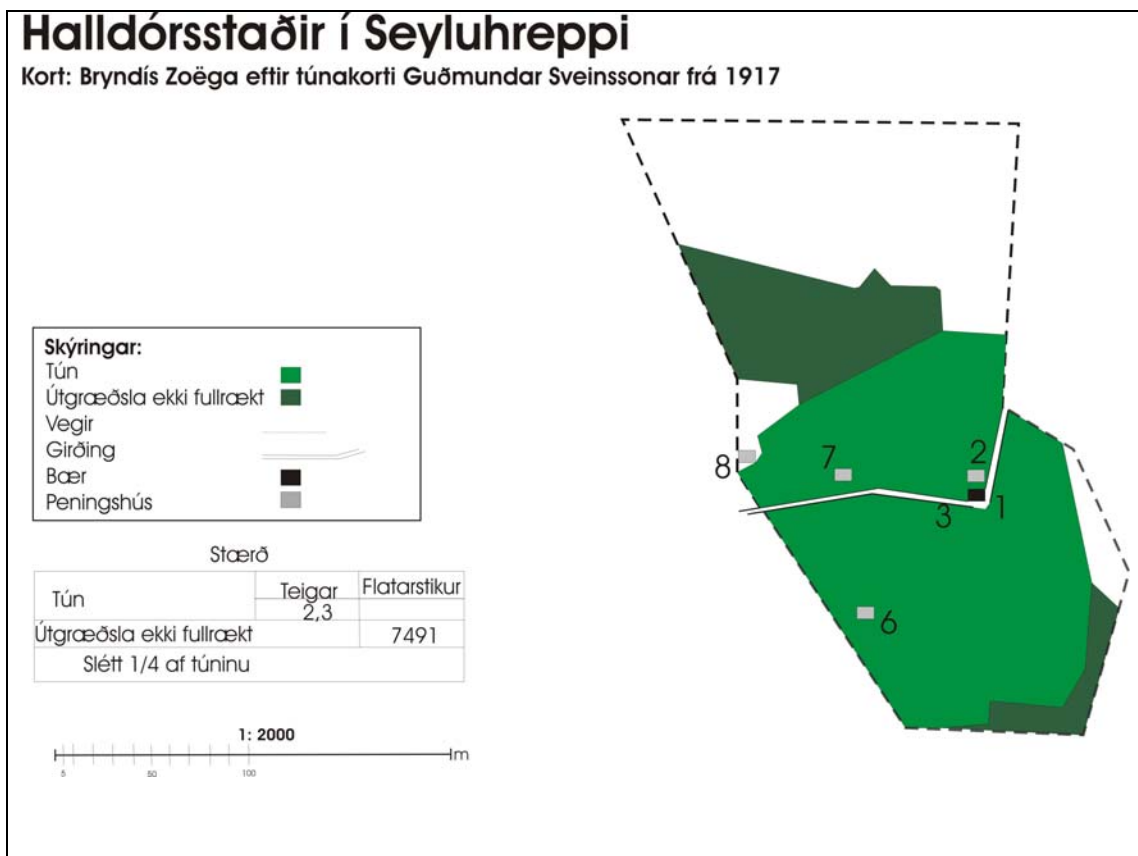 Halldórsstaðir í Seyluhreppi
Kort: Bryndís Zoëga eftir túnakorti Guðmundar Sveinssonar frá 1917
Skýringar:
Tún
Útgræðsla ekki fullrækt
Vegir
Girðing
Bær
Peningshús
8
7
2
3
1
6
Stærð
Tún Teigar Flatarstikur
2,3
Útgræðsla ekki fullrækt 7491
Slétt 1/4 af túninu
1: 2000
m
5 50 100